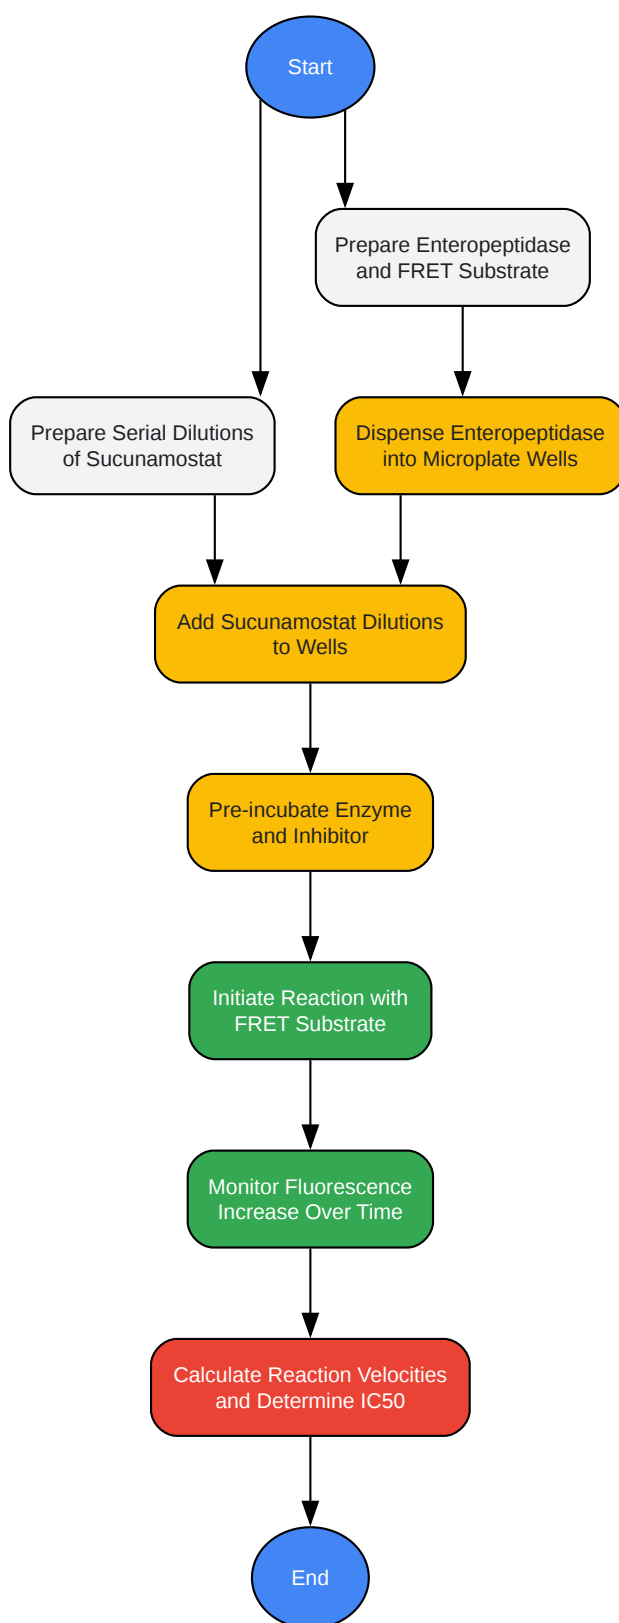 Start
Prepare Enteropeptidase
and FRET Substrate
Prepare Serial Dilutions
of Sucunamostat
Dispense Enteropeptidase
into Microplate Wells
Add Sucunamostat Dilutions
to Wells
Pre-incubate Enzyme
and Inhibitor
Initiate Reaction with
FRET Substrate
Monitor Fluorescence
Increase Over Time
Calculate Reaction Velocities
and Determine IC50
End